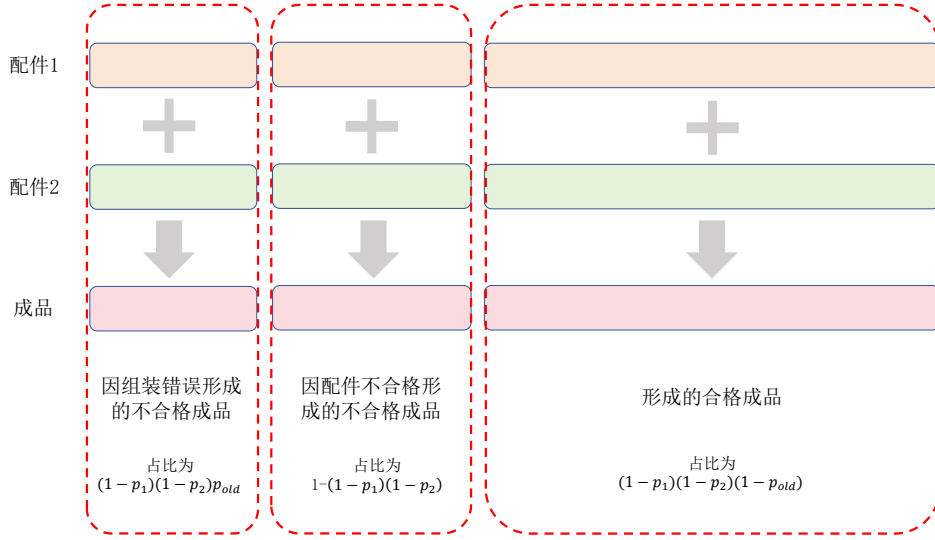 配件1
配件2
成品
因组装错误形成
的不合格成品
占比为
(1 − p₁)(1 − p₂)pₒₗd
因配件不合格形
成的不合格成品
占比为
1-(1 − p₁)(1 − p₂)
形成的合格成品
占比为
(1 − p₁)(1 − p₂)(1 − pₒₗd)